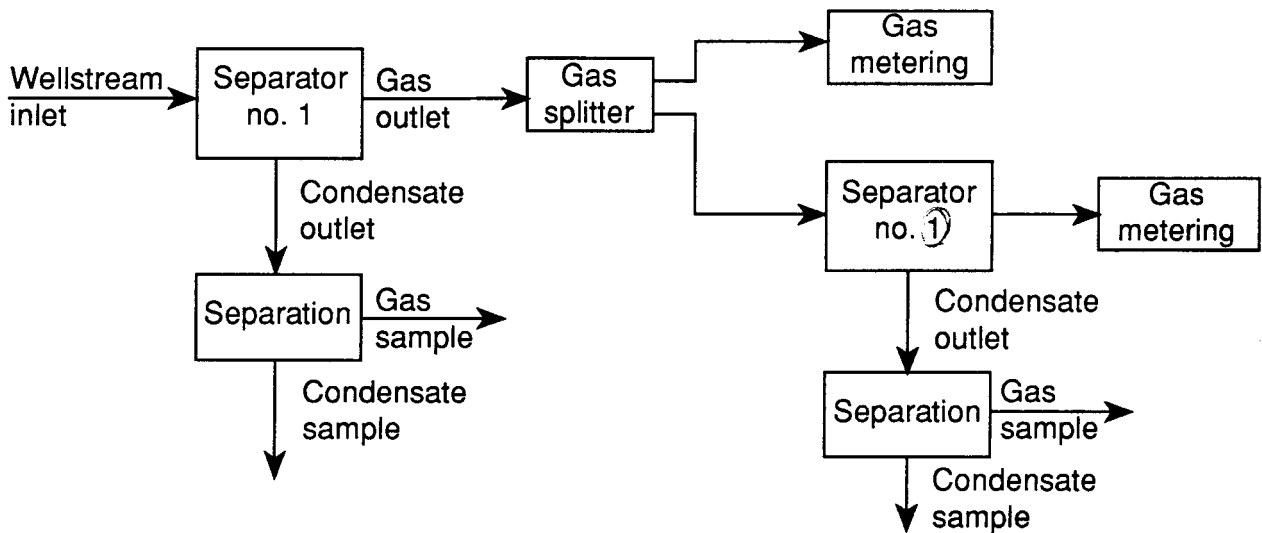 Wellstream
inlet
Separator
no. 1
Gas
outlet
Gas
splitter
Gas
metering
Condensate
outlet
Separation
Gas
sample
Condensate
sample
Separator
no. 1
Gas
metering
Condensate
outlet
Separation
Gas
sample
Condensate
sample